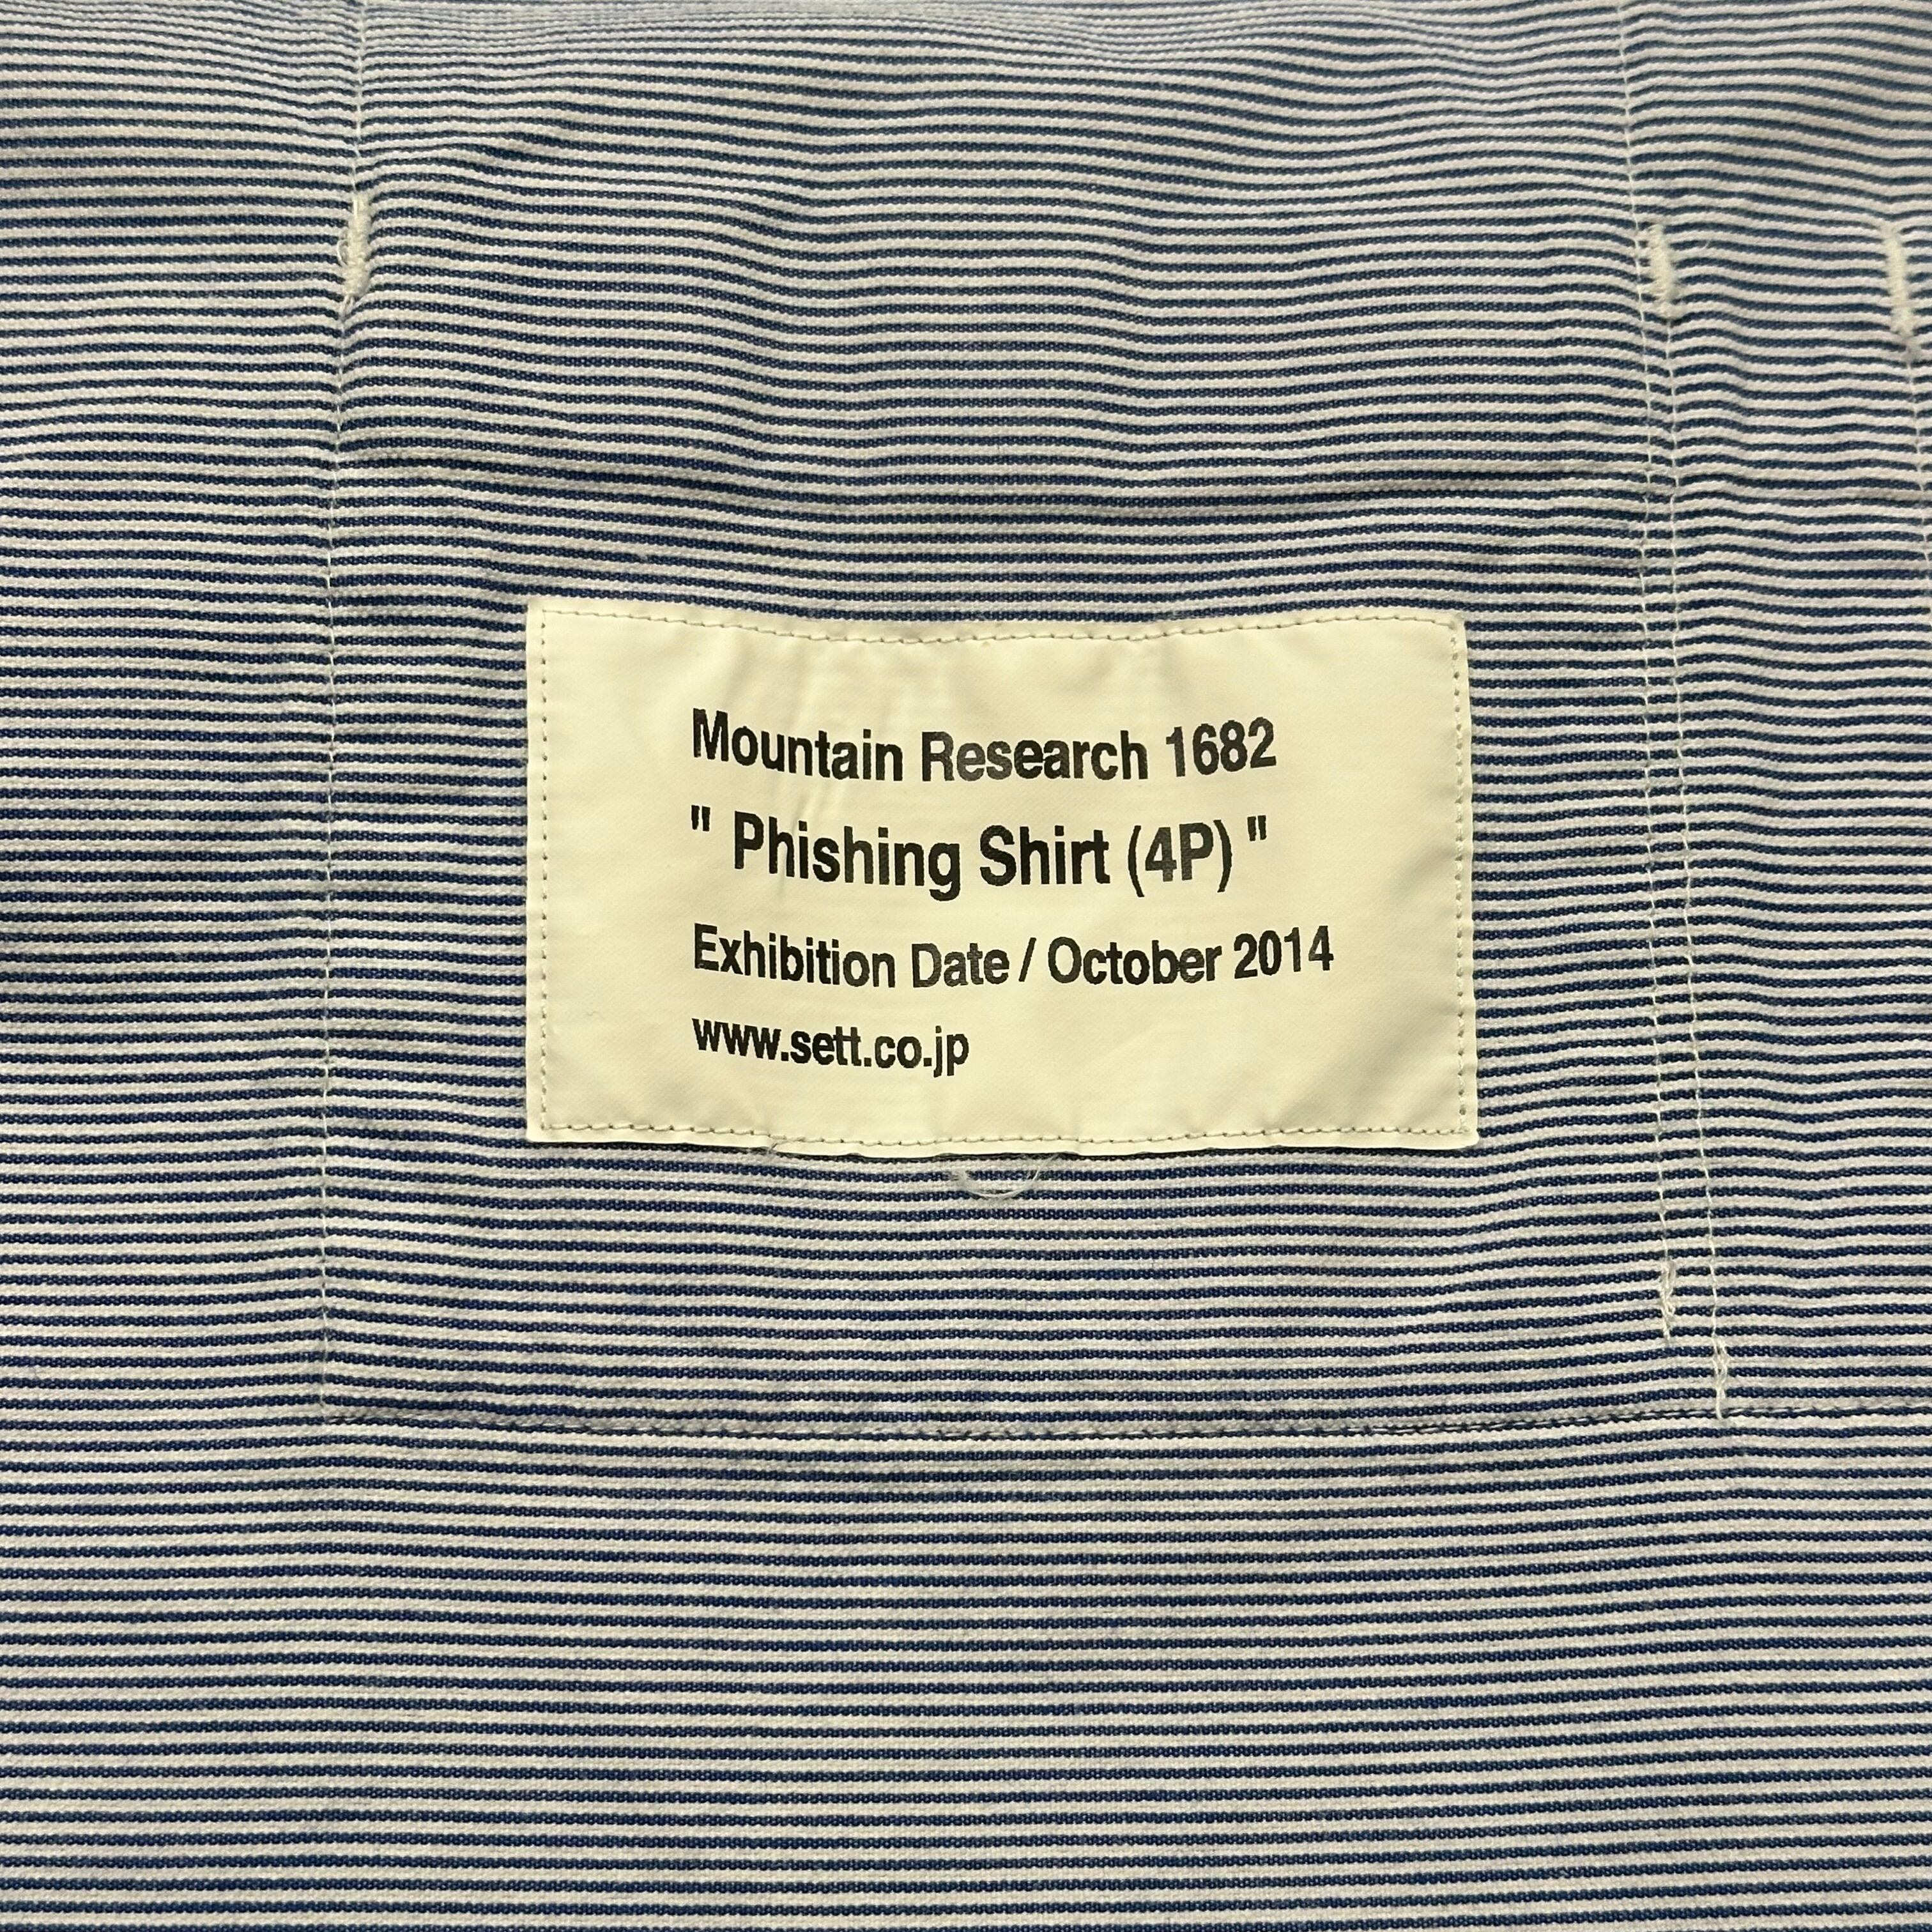 Mountain Research 1682
" Phishing Shirt (4P) "
Exhibition Date / October 2014
www.sett.co.jp